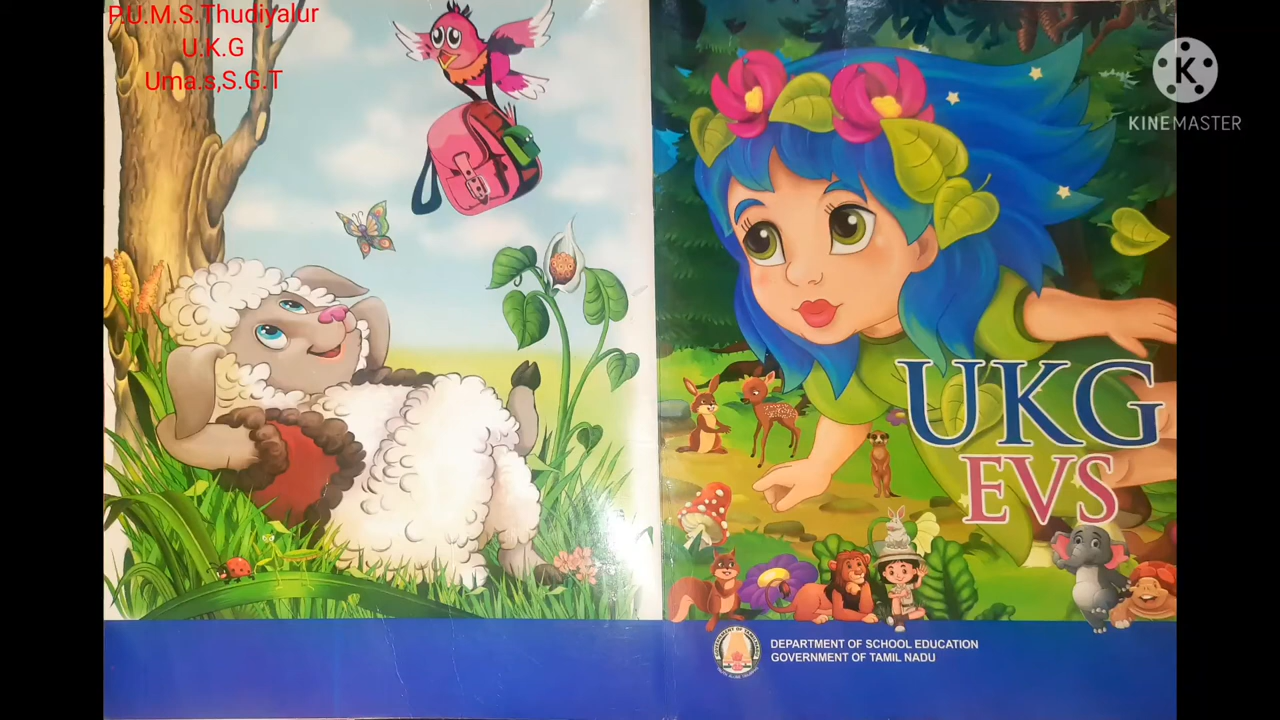 P.U.M.S.Thudiyalur
U.K.G
Uma.s,S.G.T
K
KINEMASTER
UKG
EVS
DEPARTMENT OF SCHOOL EDUCATION
GOVERNMENT OF TAMIL NADU